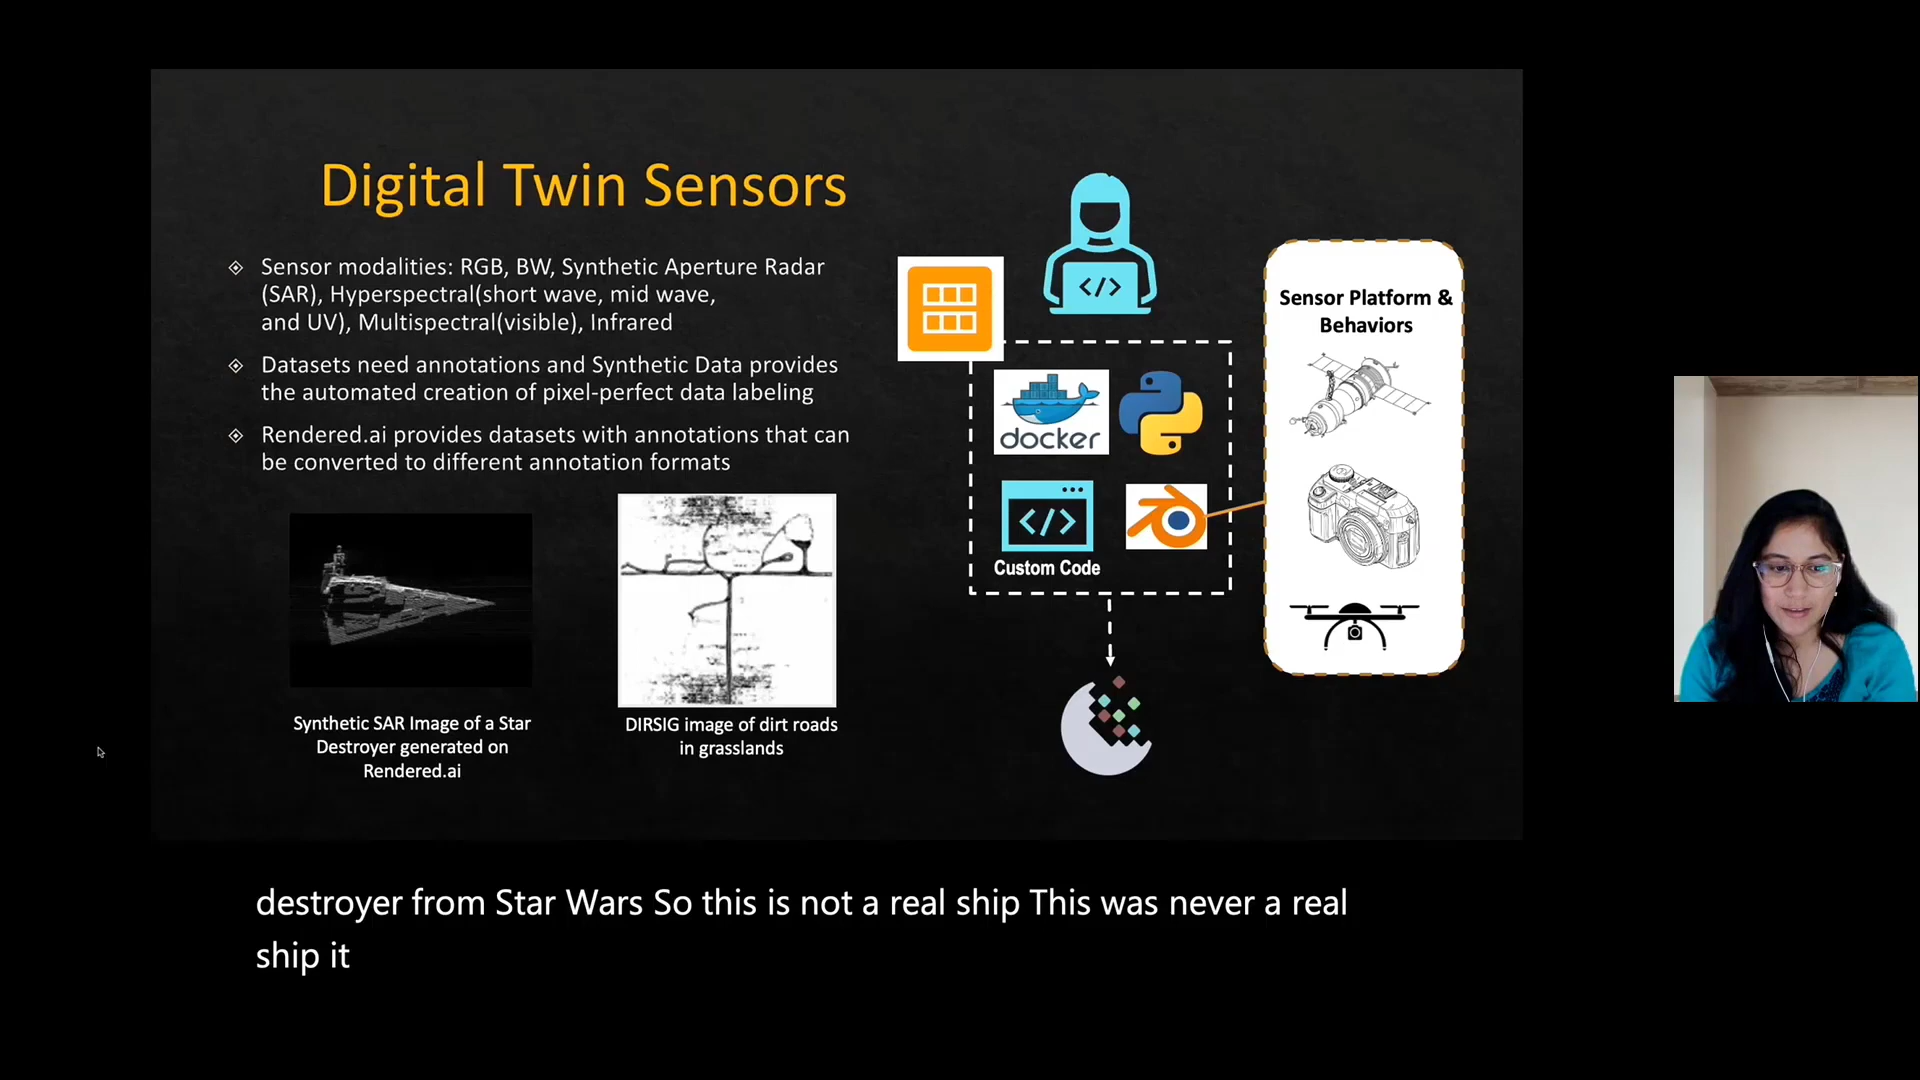 Digital Twin Sensors
Sensor modalities: RGB, BW, Synthetic Aperture Radar
(SAR), Hyperspectral(short wave, mid wave,
and UV), Multispectral(visible), Infrared
Datasets need annotations and Synthetic Data provides
the automated creation of pixel-perfect data labeling
Rendered.ai provides datasets with annotations that can
be converted to different annotation formats
Synthetic SAR Image of a Star
Destroyer generated on
Rendered.ai
DIRSIG image of dirt roads
in grasslands
</>
docker
</>
Custom Code
Sensor Platform &
Behaviors
destroyer from Star Wars So this is not a real ship This was never a real
ship it